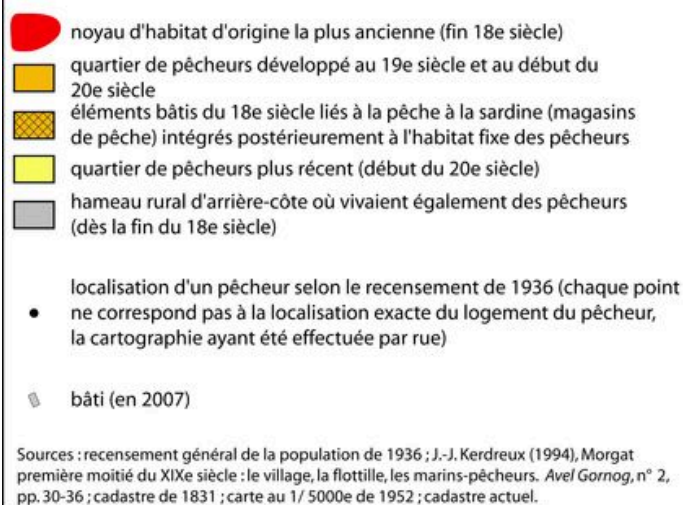 noyau d'habitat d'origine la plus ancienne (fin 18e siècle)
quartier de pêcheurs développé au 19e siècle et au début du
20e siècle
éléments bâtis du 18e siècle liés à la pêche à la sardine (magasins
de pêche) intégrés postérieurement à l'habitat fixe des pêcheurs
quartier de pêcheurs plus récent (début du 20e siècle)
hameau rural d'arrière-côte où vivaient également des pêcheurs
(dès la fin du 18e siècle)
localisation d'un pêcheur selon le recensement de 1936 (chaque point
ne correspond pas à la localisation exacte du logement du pêcheur,
la cartographie ayant été effectuée par rue)
bâti (en 2007)
Sources : recensement général de la population de 1936 ; J.-J. Kerdreux (1994), Morgat
première moitié du XIXe siècle : le village, la flottille, les marins-pêcheurs. Avel Gornog, n° 2,
pp. 30-36 ; cadastre de 1831 ; carte au 1/ 5000e de 1952 ; cadastre actuel.